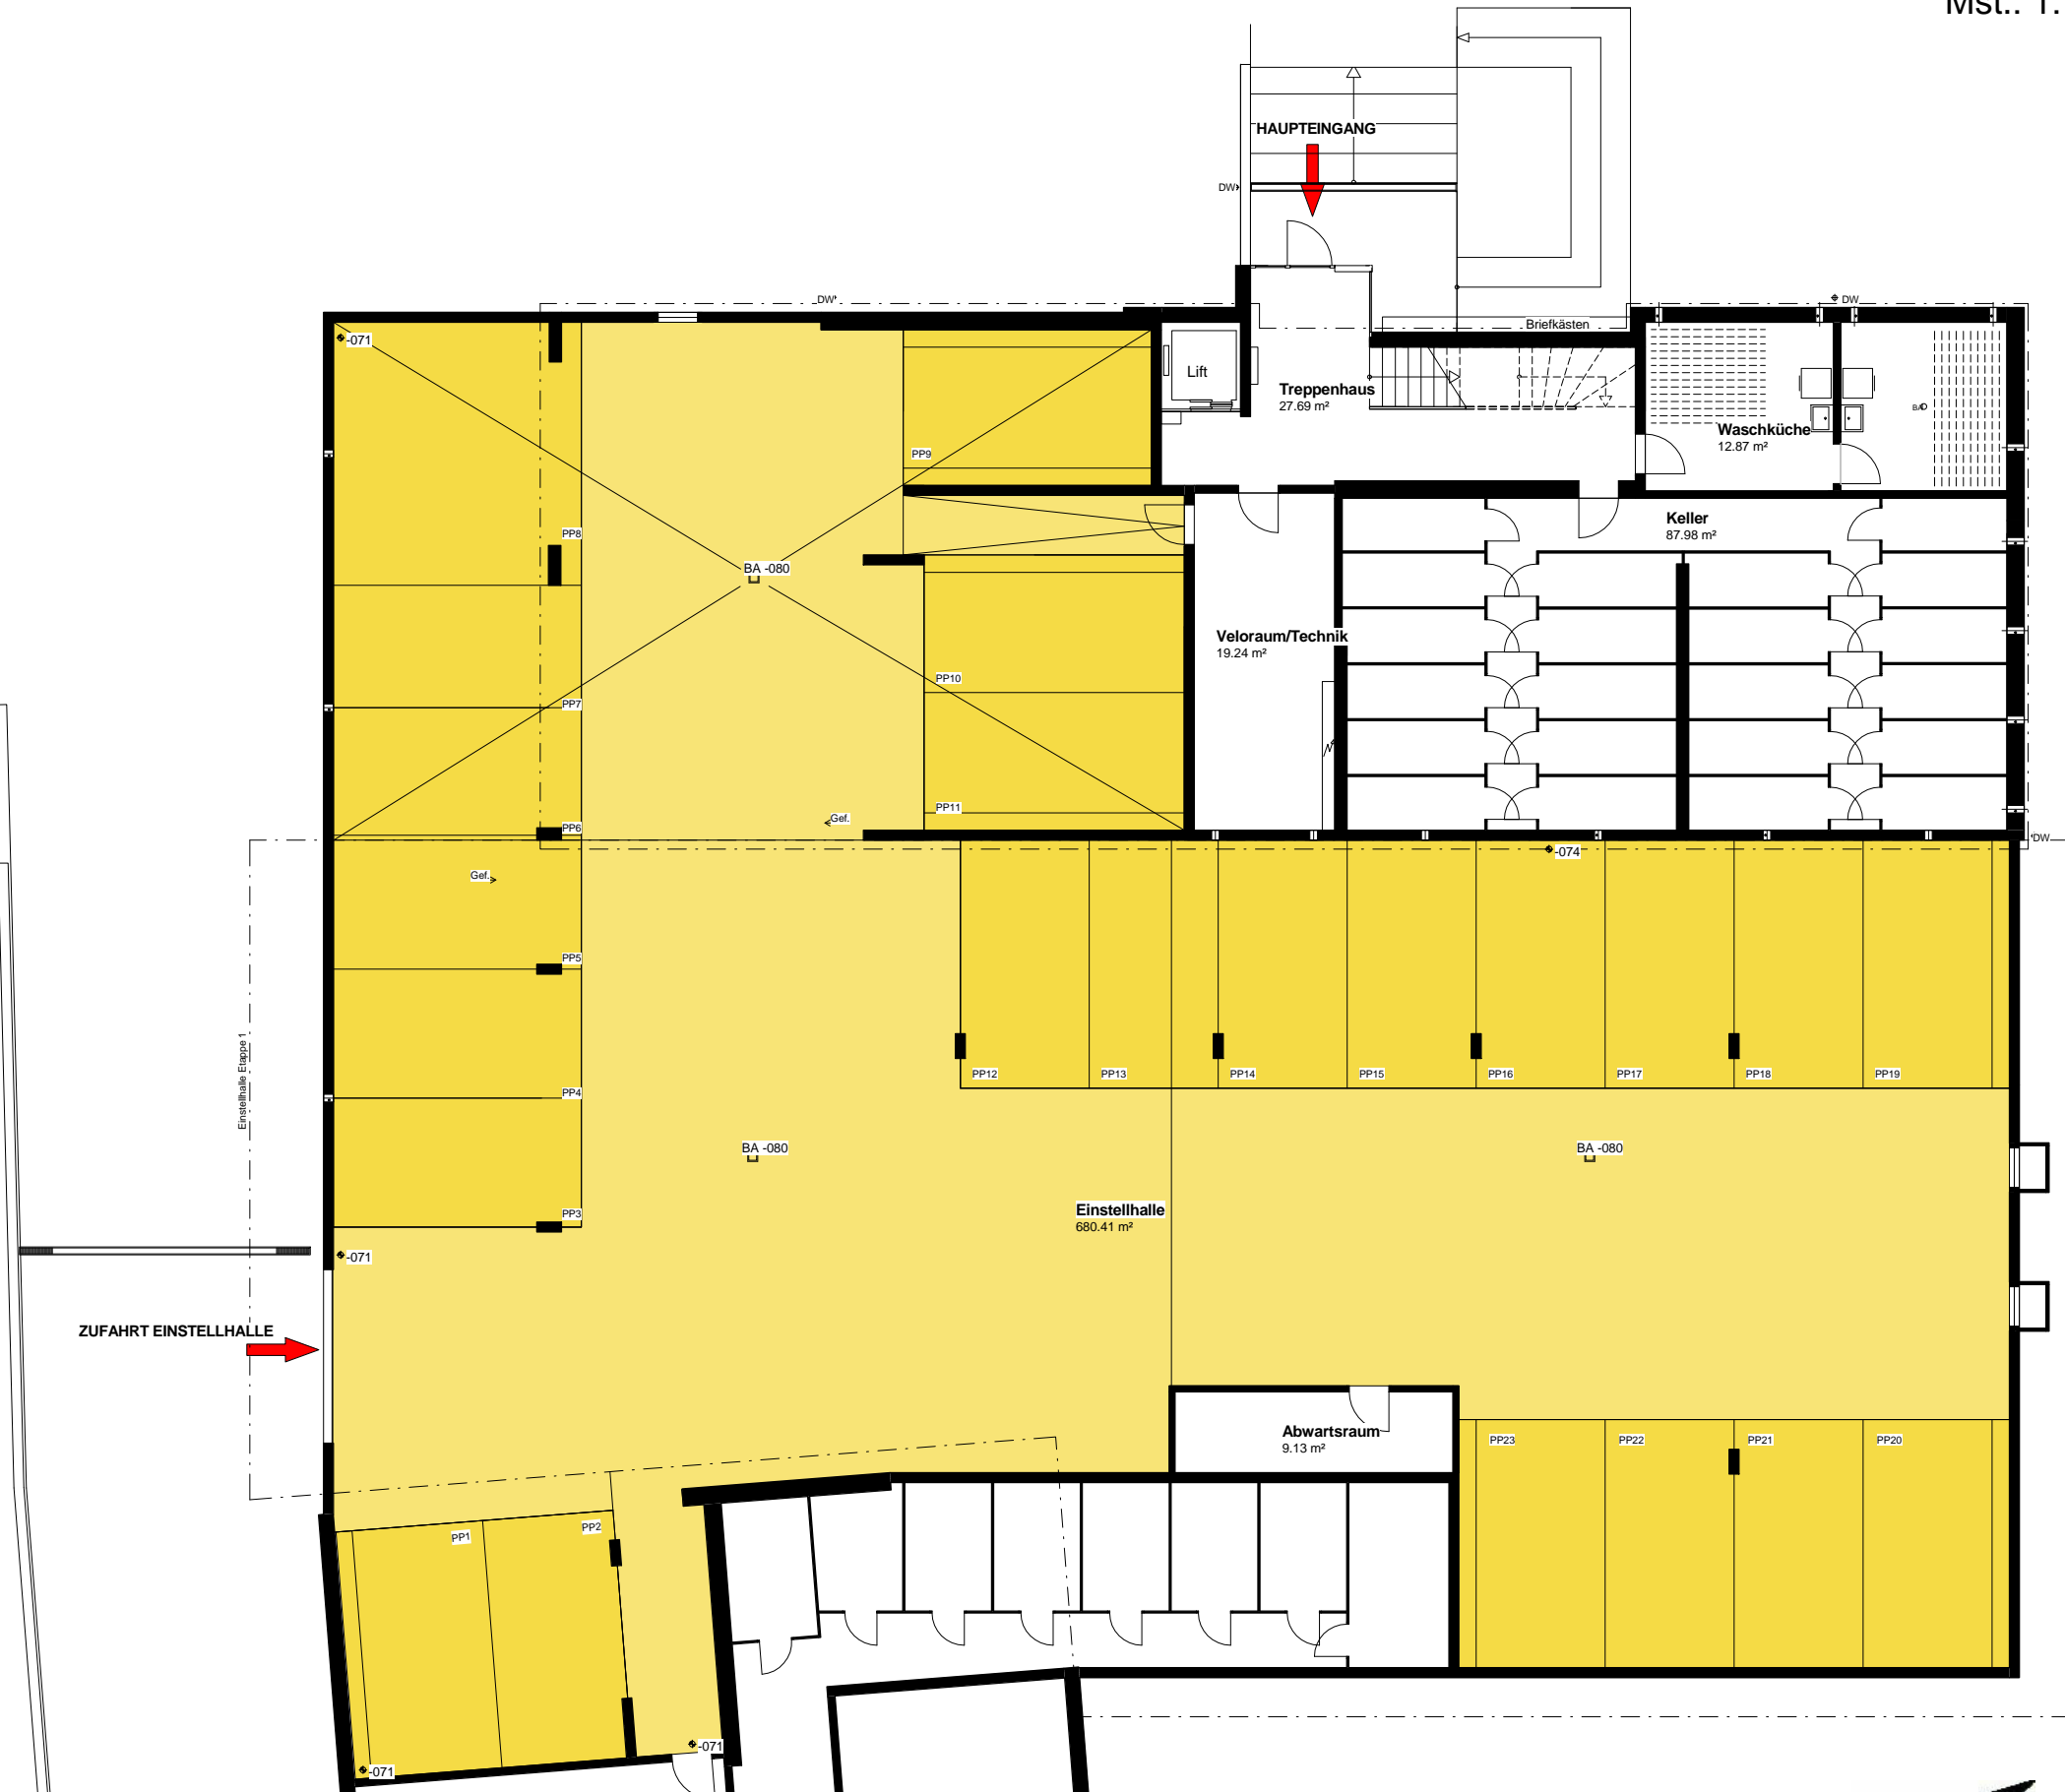 Mst.: 1:
HAUPTEINGANG
DW
DW
DW
Briefkästen
-071
Lift
Treppenhaus
27.69 m²
BA
Waschküche
12.87 m²
PP9
Keller
87.98 m²
PP8
BA -080
Veloraum/Technik
19.24 m²
PP10
PP7
PP11
Gef.
PP6
DW
-074
Gef.
PP5
Einstellhalle Etappe 1
PP12
PP13
PP14
PP15
PP16
PP17
PP18
PP19
PP4
BA -080
BA -080
Einstellhalle
680.41 m²
PP3
-071
ZUFAHRT EINSTELLHALLE
Abwartsraum
9.13 m²
PP23
PP22
PP21
PP20
PP1
PP2
-071
-071